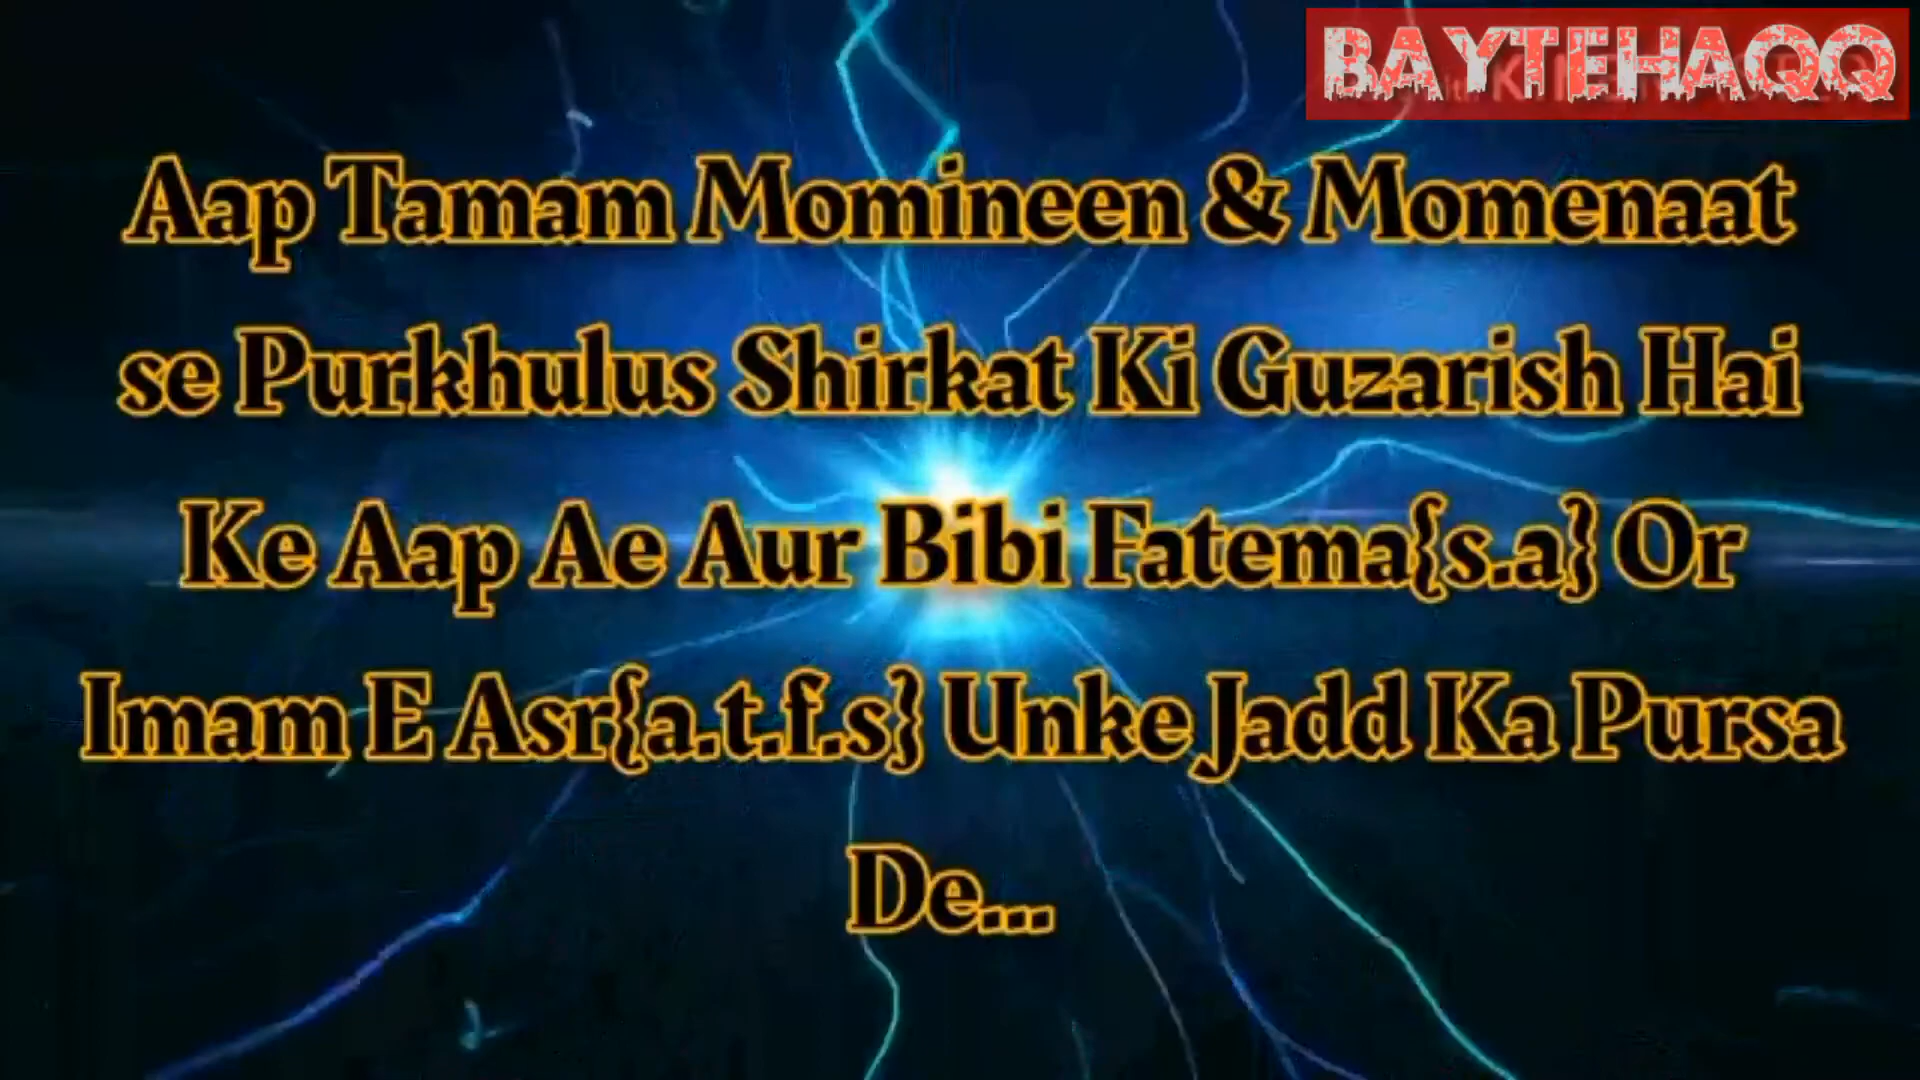 BAYTEHAQQ
Aap Tamam Momineen & Momenaat
se Purkhulus Shirkat Ki Guzarish Hai
Ke Aap Ae Aur Bibi Fatema{s.a} Or
Imam E Asr{a.t.f.s} Unke Jadd Ka Pursa
De...